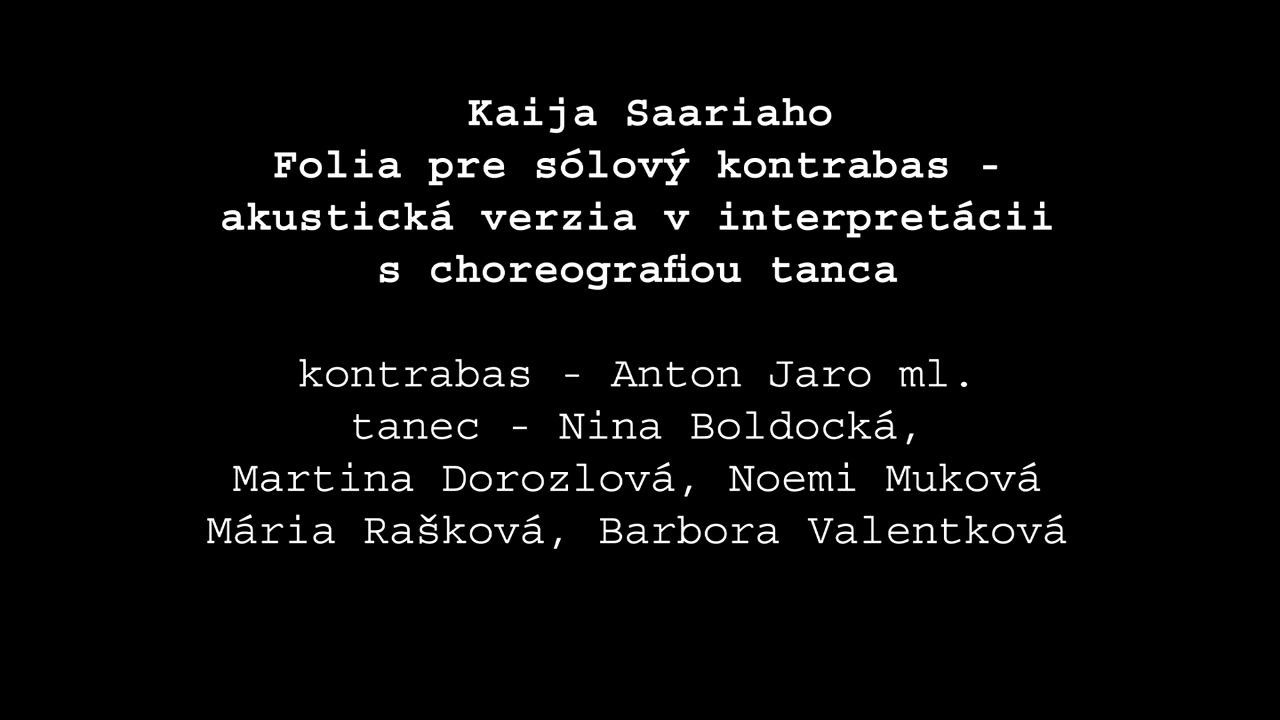 Kaija Saariaho
Folia pre sólový kontrabas -
akustická verzia v interpretácii
s choreografiou tanca
kontrabas - Anton Jaro ml.
tanec - Nina Boldocká,
Martina Dorozlová, Noemi Muková
Mária Rašková, Barbora Valentková